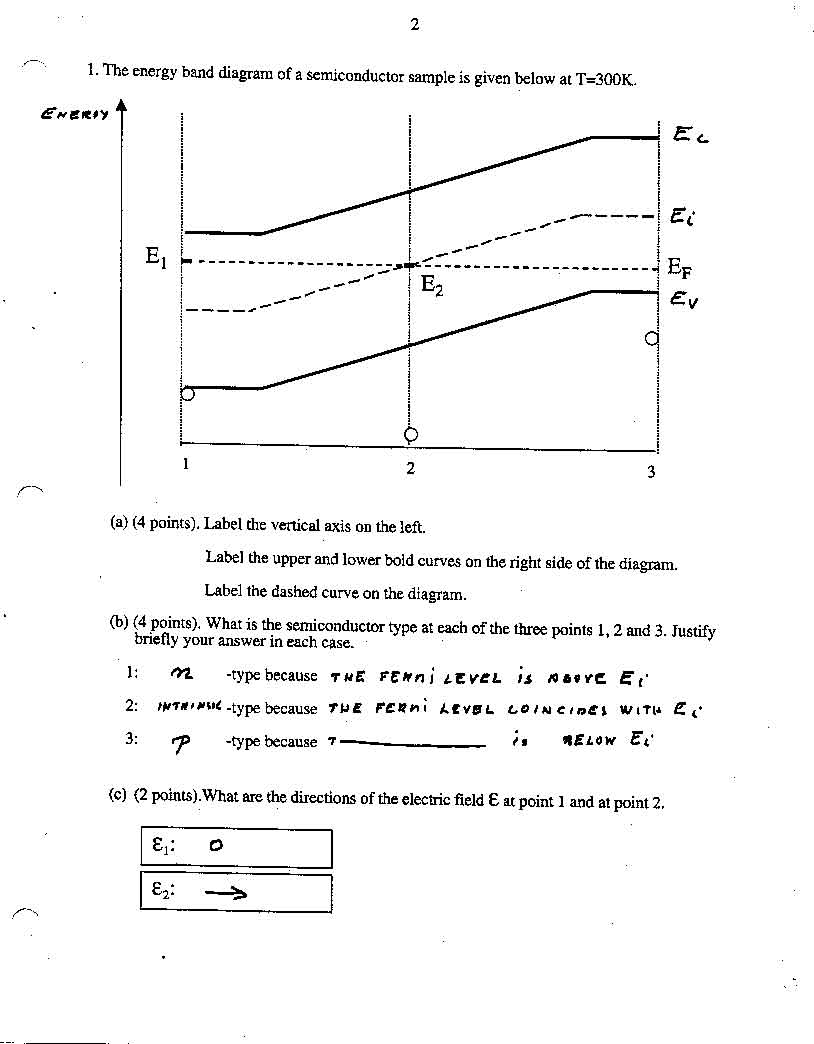 2
1. The energy band diagram of a semiconductor sample is given below at T=300K.
ENERGY
E_C
E_i
E_1
E_F
E_2
E_V
1
2
3
(a) (4 points). Label the vertical axis on the left.
Label the upper and lower bold curves on the right side of the diagram.
Label the dashed curve on the diagram.
(b) (4 points). What is the semiconductor type at each of the three points 1, 2 and 3. Justify
briefly your answer in each case.
1: n -type because THE FERMI LEVEL IS ABOVE E_i
2: INTRINSIC -type because THE FERMI LEVEL COINCIDES WITH E_i
3: p -type because T———— IS BELOW E_i
(c) (2 points).What are the directions of the electric field Ɛ at point 1 and at point 2.
Ɛ_1: 0
Ɛ_2: →